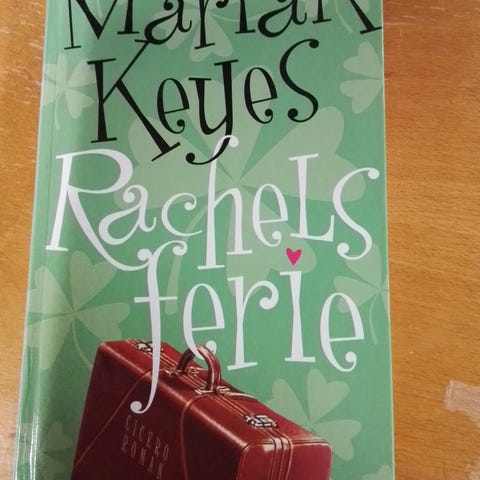 Marian
Keyes
Rachels
ferie
CICERO
ROMAN